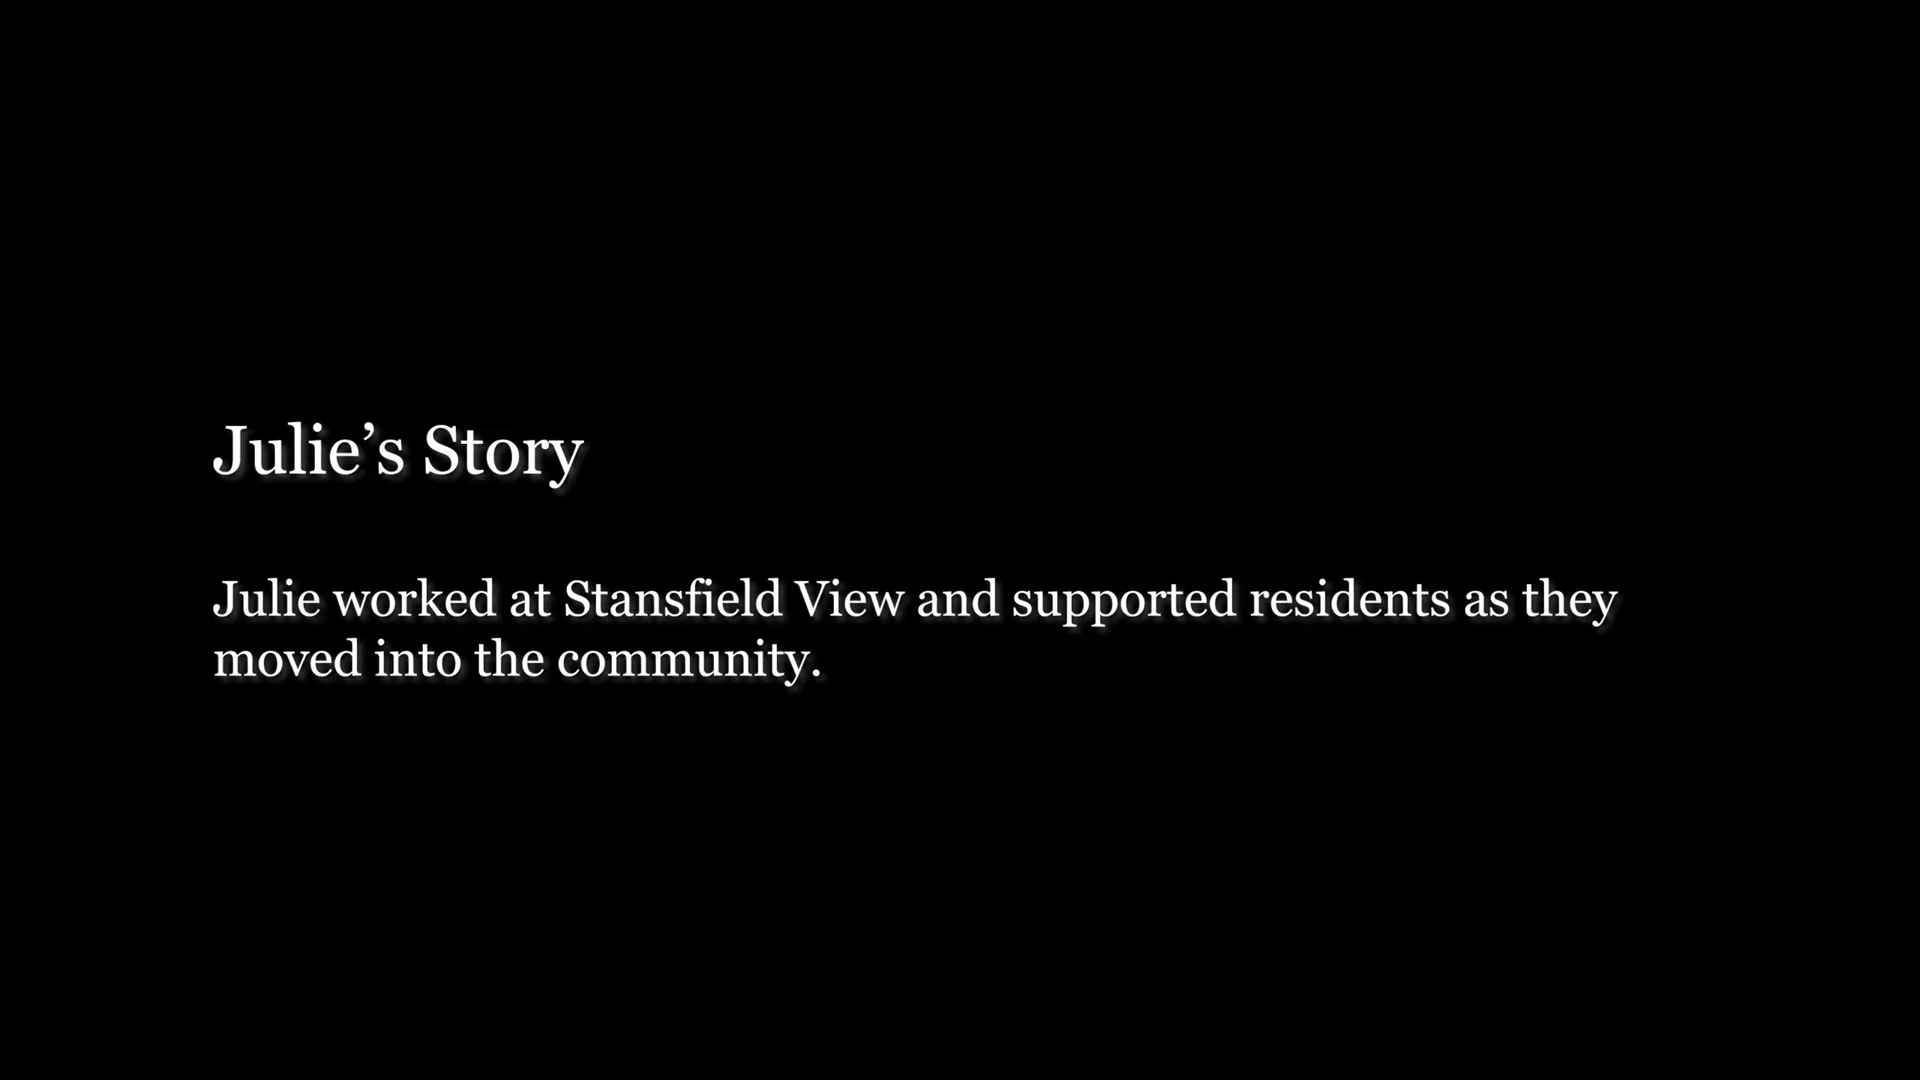 Julie’s Story
Julie worked at Stansfield View and supported residents as they
moved into the community.